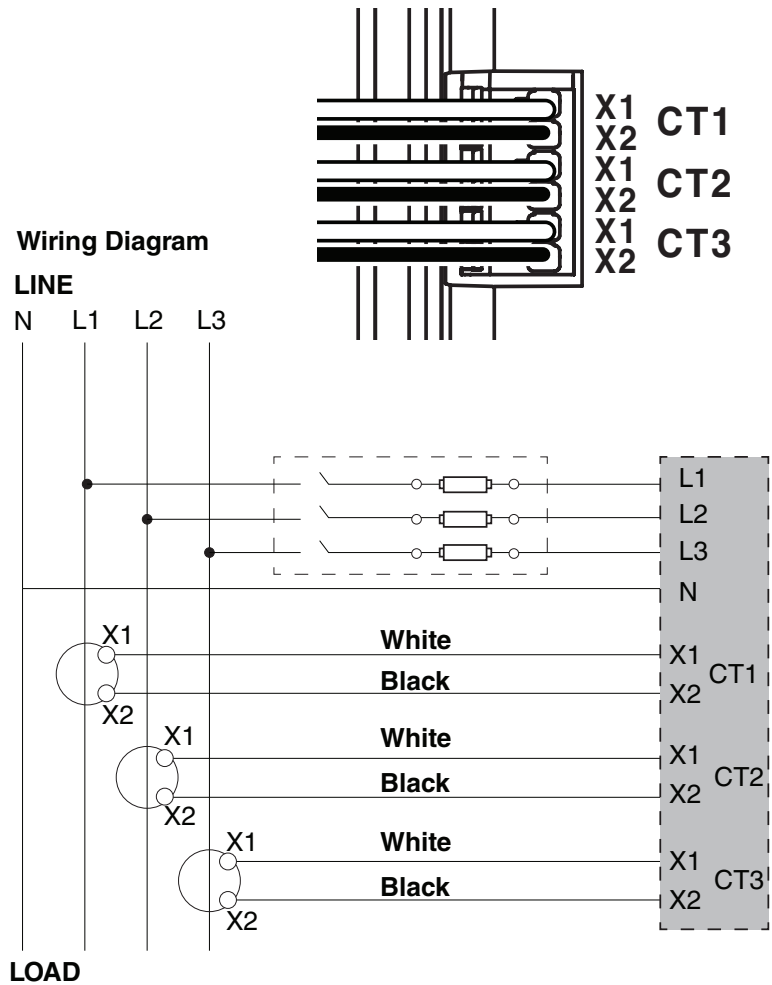 X1
X2
CT1
X1
X2
CT2
X1
X2
CT3
Wiring Diagram
LINE
N L1 L2 L3
L1
L2
L3
N
X1 White X1
X2 Black X2
CT1
X1 White X1
X2 Black X2
CT2
X1 White X1
X2 Black X2
CT3
LOAD